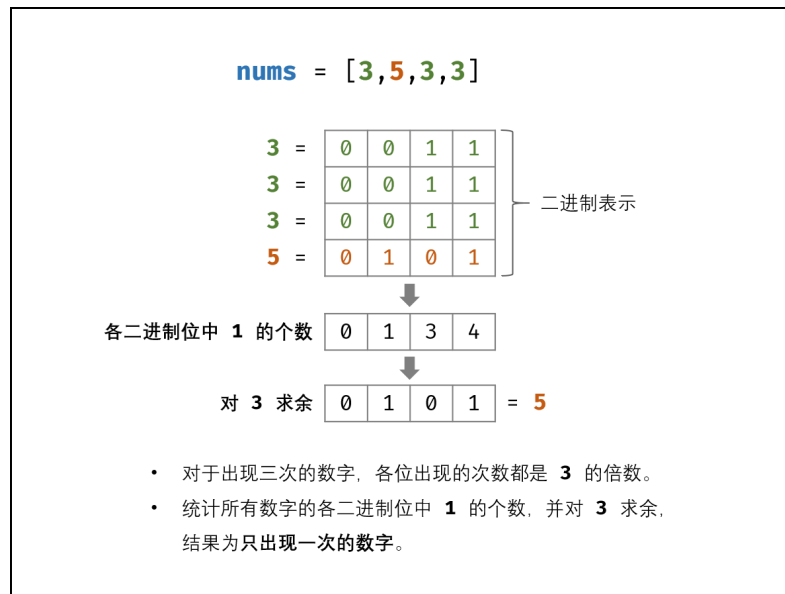 nums = [3,5,3,3]
3 = 0 0 1 1
3 = 0 0 1 1
3 = 0 0 1 1
5 = 0 1 0 1
二进制表示
各二进制位中 1 的个数 0 1 3 4
对 3 求余 0 1 0 1 = 5
• 对于出现三次的数字，各位出现的次数都是 3 的倍数。
• 统计所有数字的各二进制位中 1 的个数，并对 3 求余，
结果为只出现一次的数字。